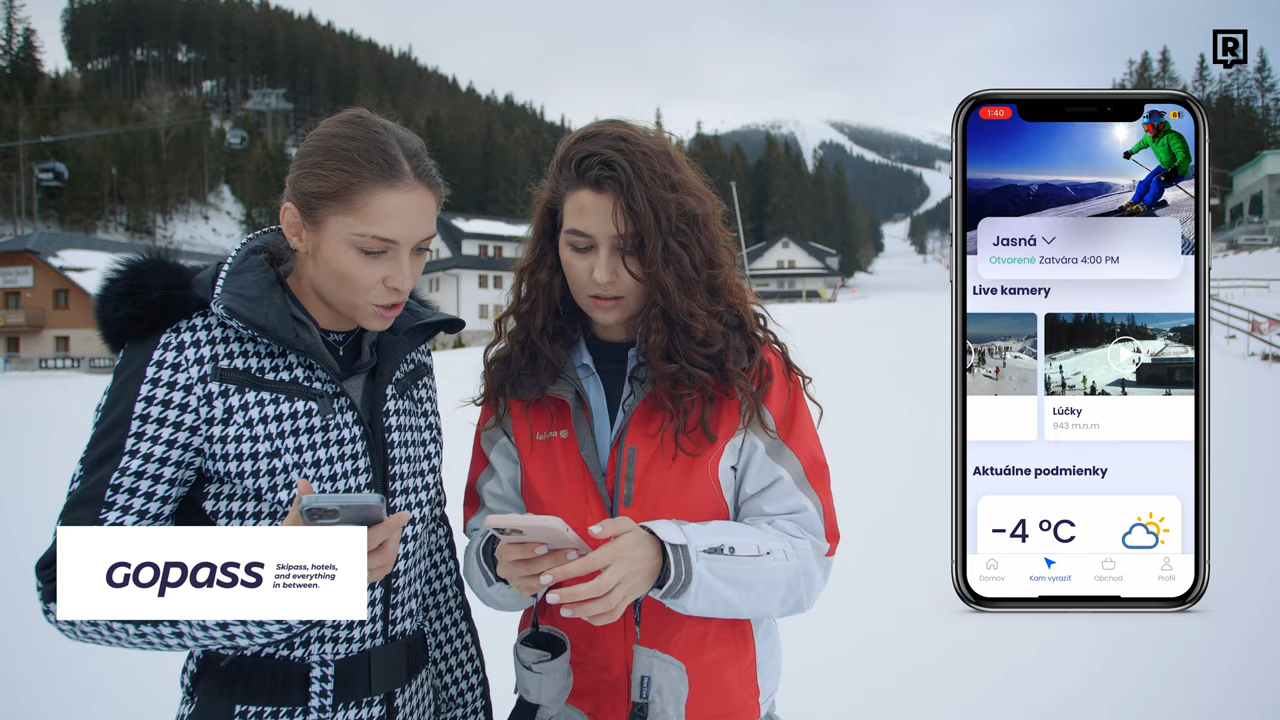 R
1:40
61
Jasná
Otvorené Zatvára 4:00 PM
Live kamery
Lúčky
943 m.n.m
Aktuálne podmienky
-4 °C
Domov
Kam vyraziť
Obchod
Profil
GOPASS
Skipass, hotels,
and everything
in between.